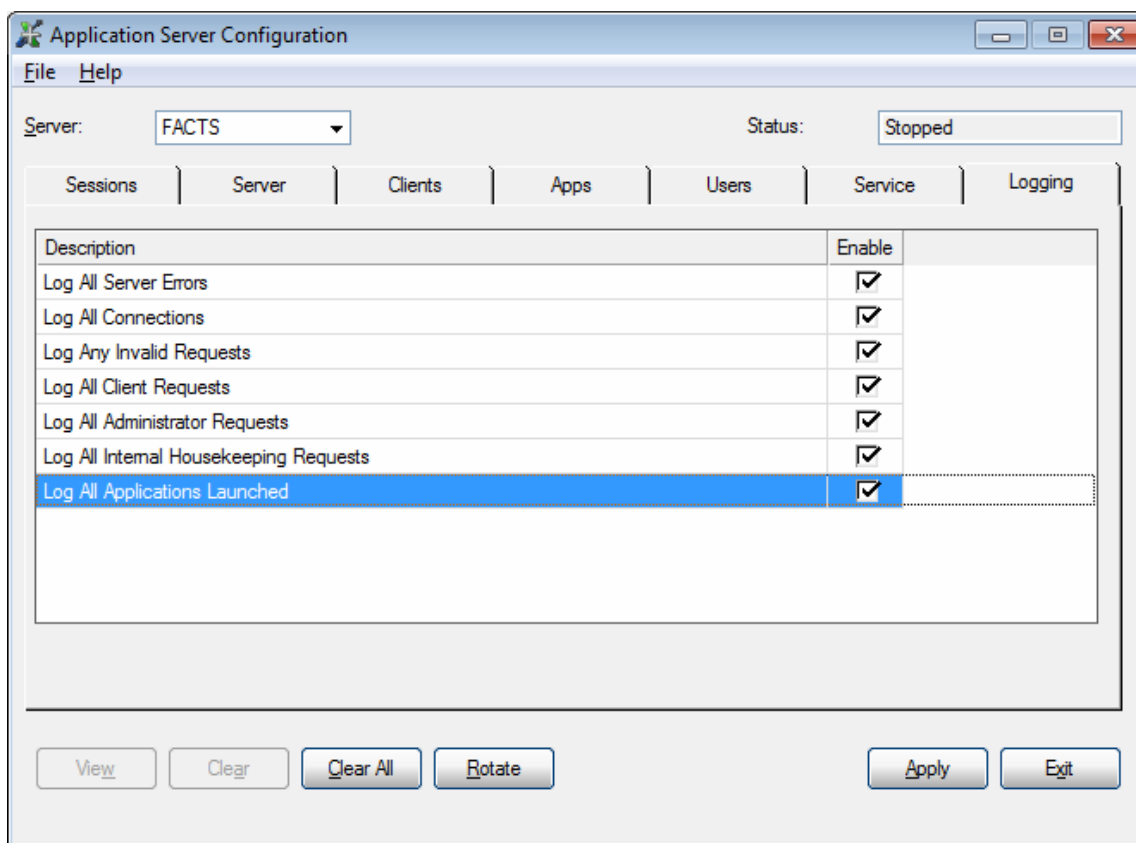 Application Server Configuration
File Help
Server: FACTS Status: Stopped
Sessions Server Clients Apps Users Service Logging
Description Enable
Log All Server Errors
Log All Connections
Log Any Invalid Requests
Log All Client Requests
Log All Administrator Requests
Log All Internal Housekeeping Requests
Log All Applications Launched
View Clear Clear All Rotate Apply Exit